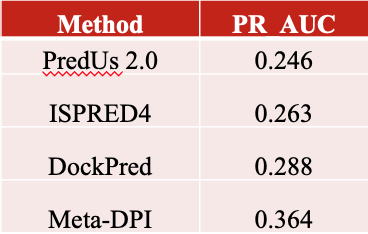 Method PR AUC
PredUs 2.0 0.246
ISPRED4 0.263
DockPred 0.288
Meta-DPI 0.364